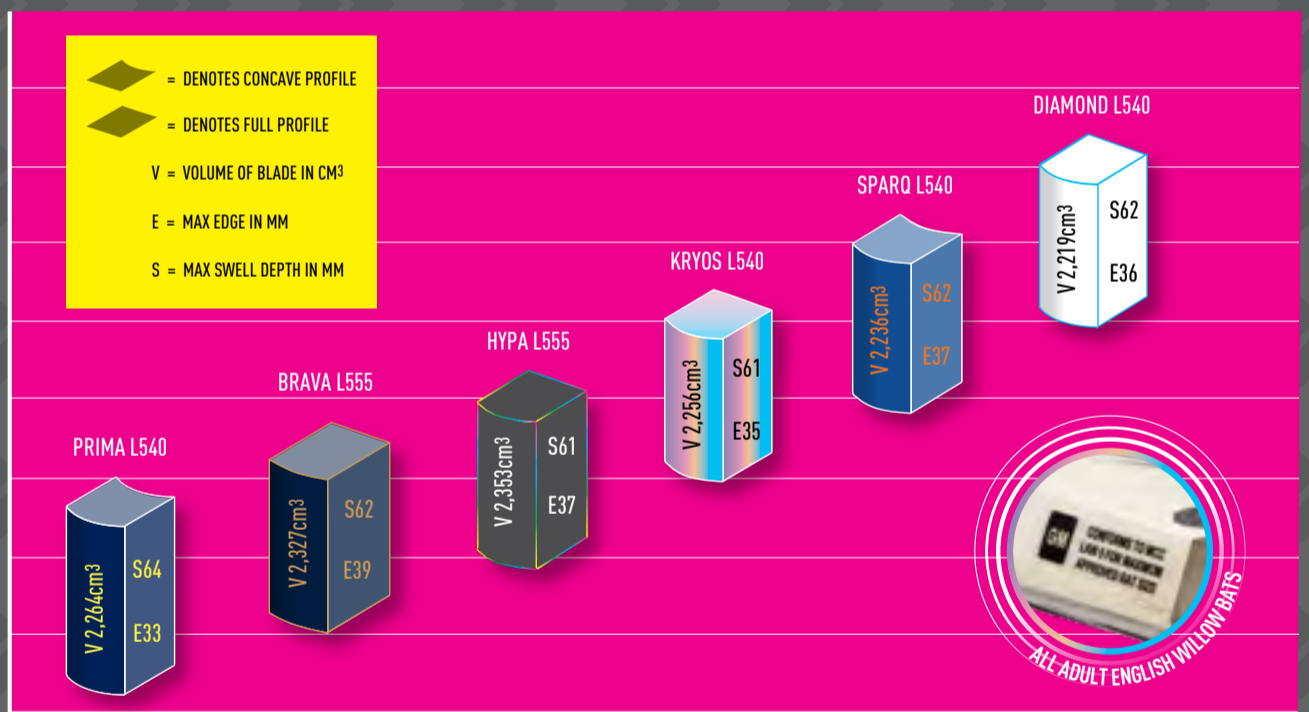 = DENOTES CONCAVE PROFILE
= DENOTES FULL PROFILE
V = VOLUME OF BLADE IN CM³
E = MAX EDGE IN MM
S = MAX SWELL DEPTH IN MM
PRIMA L540
V 2,264cm³
S64
E33
BRAVA L555
V 2,327cm³
S62
E39
HYPA L555
V 2,353cm³
S61
E37
KRYOS L540
V 2,256cm³
S61
E35
SPARQ L540
V 2,236cm³
S62
E37
DIAMOND L540
V 2,219cm³
S62
E36
GM
CONFORMS TO MCC
LAW 5 FOR MAXIMUM
APPROVED BAT SIZE
ALL ADULT ENGLISH WILLOW BATS